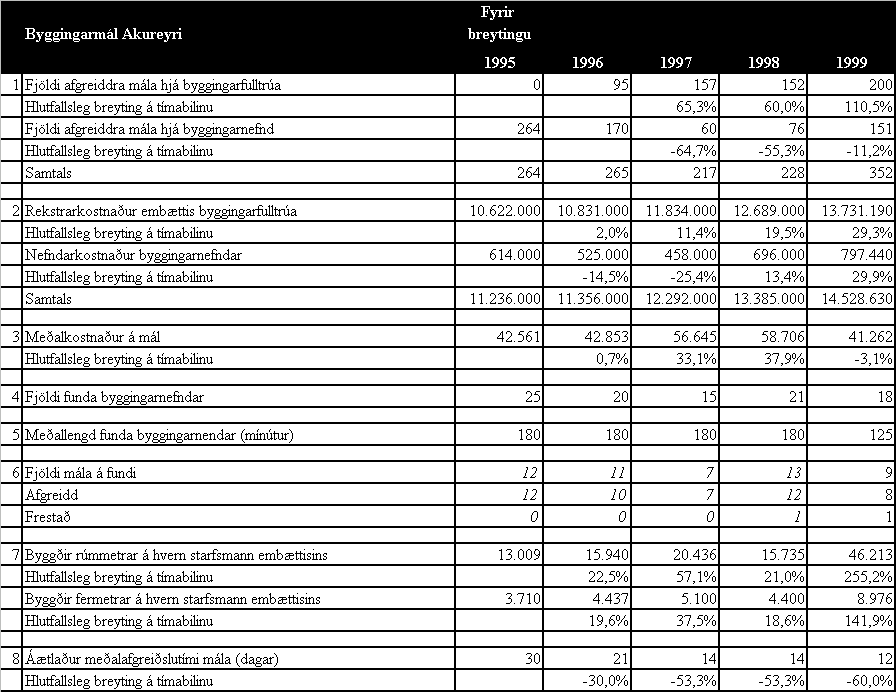 Fyrir
Byggingarmál Akureyri breytingu
1995 1996 1997 1998 1999
1 Fjöldi afgreiddra mála hjá byggingarfulltrúa 0 95 157 152 200
Hlutfallsleg breyting á tímabilinu 65,3% 60,0% 110,5%
Fjöldi afgreiddra mála hjá byggingarnefnd 264 170 60 76 151
Hlutfallsleg breyting á tímabilinu -64,7% -55,3% -11,2%
Samtals 264 265 217 228 352
2 Rekstrarkostnaður embættis byggingarfulltrúa 10.622.000 10.831.000 11.834.000 12.689.000 13.731.190
Hlutfallsleg breyting á tímabilinu 2,0% 11,4% 19,5% 29,3%
Nefndarkostnaður byggingarnefndar 614.000 525.000 458.000 696.000 797.440
Hlutfallsleg breyting á tímabilinu -14,5% -25,4% 13,4% 29,9%
Samtals 11.236.000 11.356.000 12.292.000 13.385.000 14.528.630
3 Meðalkostnaður á mál 42.561 42.853 56.645 58.706 41.262
Hlutfallsleg breyting á tímabilinu 0,7% 33,1% 37,9% -3,1%
4 Fjöldi funda byggingarnefndar 25 20 15 21 18
5 Meðallengd funda byggingarnendar (mínútur) 180 180 180 180 125
6 Fjöldi mála á fundi 12 11 7 13 9
Afgreidd 12 10 7 12 8
Frestað 0 0 0 1 1
7 Byggðir rúmmetrar á hvern starfsmann embættisins 13.009 15.940 20.436 15.735 46.213
Hlutfallsleg breyting á tímabilinu 22,5% 57,1% 21,0% 255,2%
Byggðir fermetrar á hvern starfsmann embættisins 3.710 4.437 5.100 4.400 8.976
Hlutfallsleg breyting á tímabilinu 19,6% 37,5% 18,6% 141,9%
8 Áætlaður meðalafgreiðslutími mála (dagar) 30 21 14 14 12
Hlutfallsleg breyting á tímabilinu -30,0% -53,3% -53,3% -60,0%